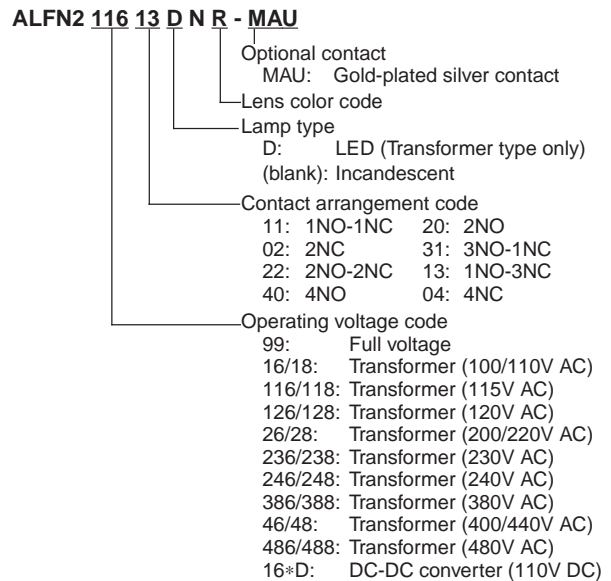 ALFN2 116 13 D N R - MAU
Optional contact
MAU: Gold-plated silver contact
Lens color code
Lamp type
D: LED (Transformer type only)
(blank): Incandescent
Contact arrangement code
11: 1NO-1NC 20: 2NO
02: 2NC 31: 3NO-1NC
22: 2NO-2NC 13: 1NO-3NC
40: 4NO 04: 4NC
Operating voltage code
99: Full voltage
16/18: Transformer (100/110V AC)
116/118: Transformer (115V AC)
126/128: Transformer (120V AC)
26/28: Transformer (200/220V AC)
236/238: Transformer (230V AC)
246/248: Transformer (240V AC)
386/388: Transformer (380V AC)
46/48: Transformer (400/440V AC)
486/488: Transformer (480V AC)
16∗D: DC-DC converter (110V DC)